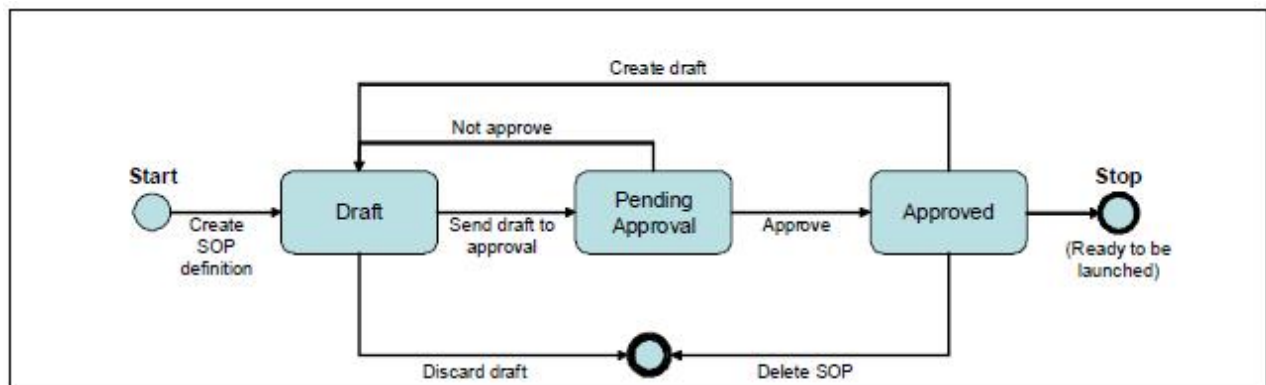 Create draft
Not approve
Start
Stop
Draft
Pending
Approval
Approved
Create
SOP
definition
Send draft to
approval
Approve
(Ready to be
launched)
Discard draft
Delete SOP